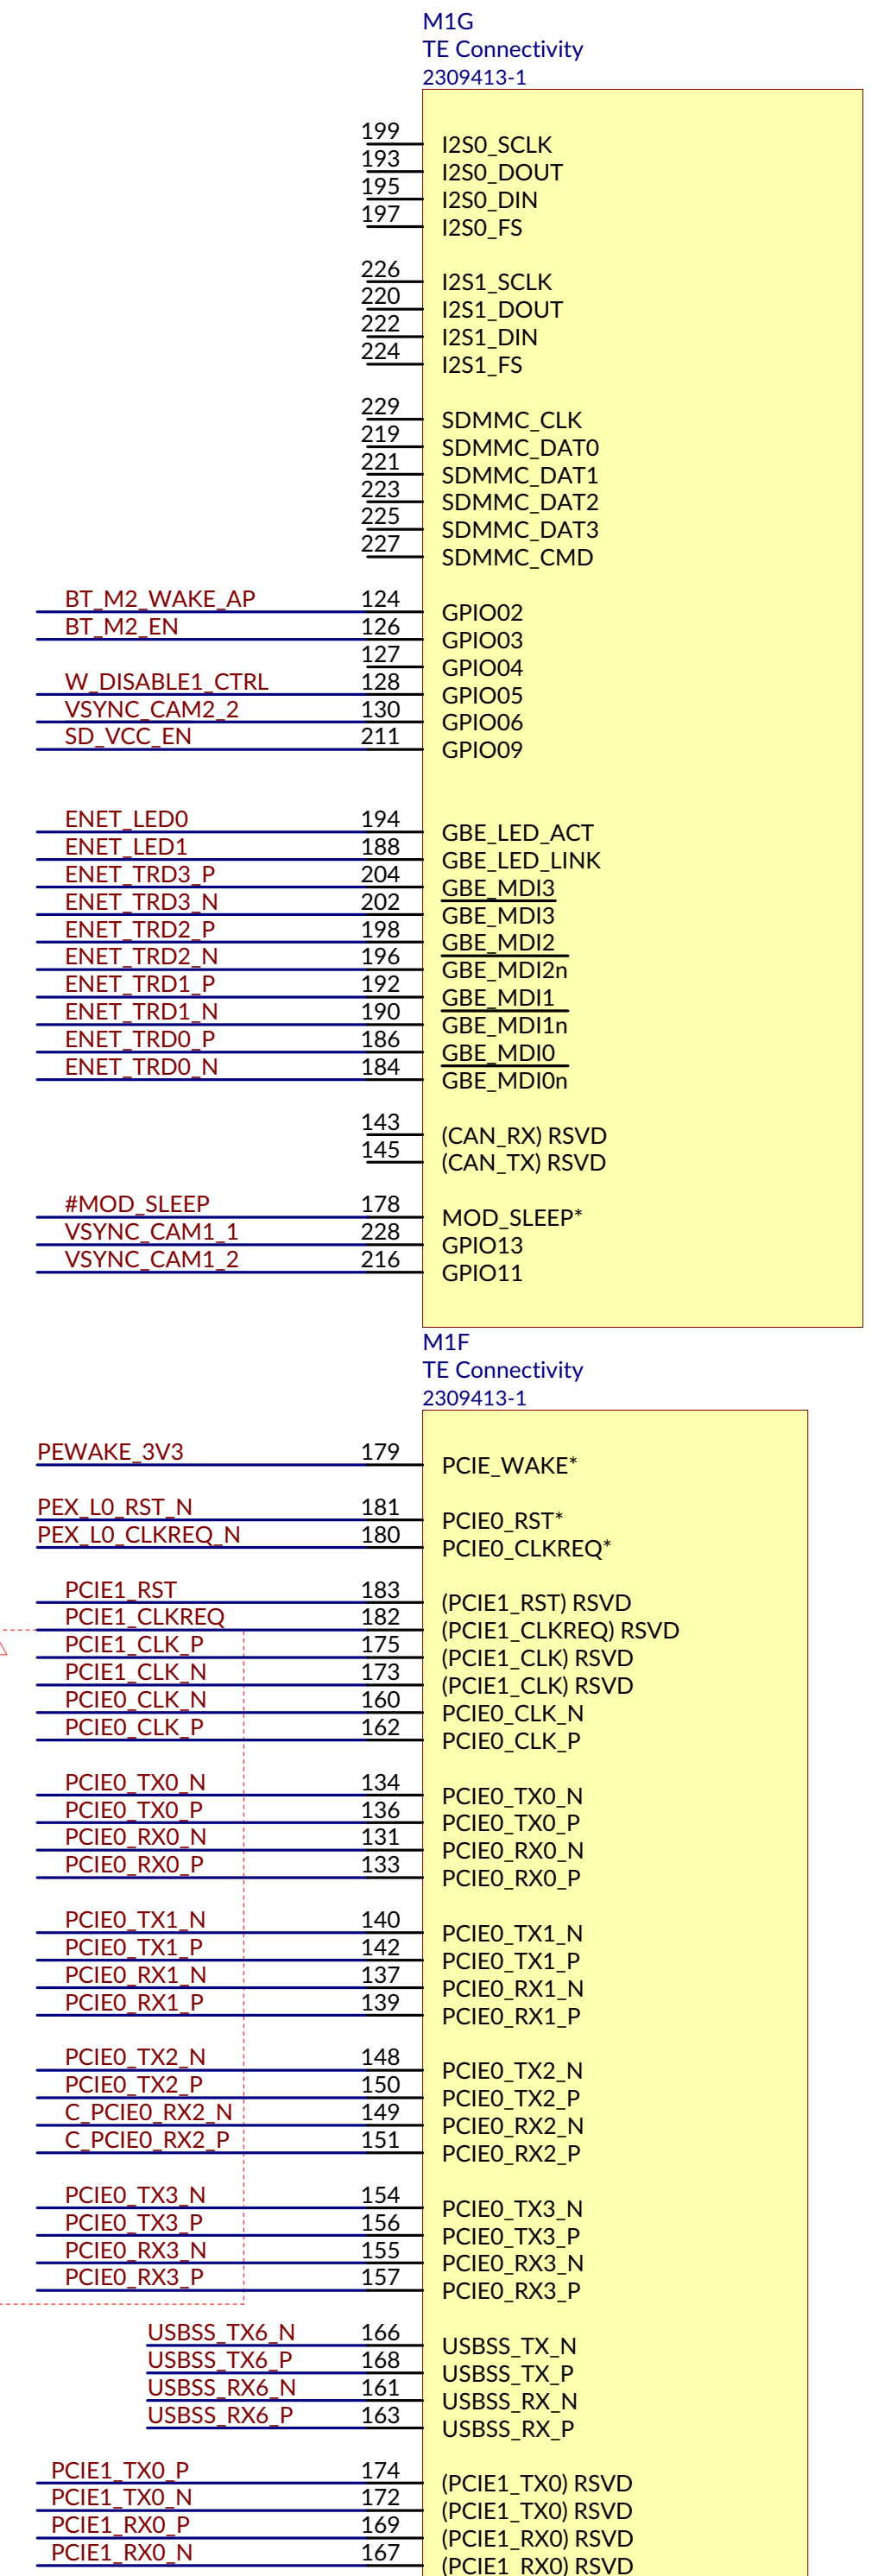 M1G
TE Connectivity
2309413-1
199 I2S0_SCLK
193 I2S0_DOUT
195 I2S0_DIN
197 I2S0_FS
226 I2S1_SCLK
220 I2S1_DOUT
222 I2S1_DIN
224 I2S1_FS
229 SDMMC_CLK
219 SDMMC_DAT0
221 SDMMC_DAT1
223 SDMMC_DAT2
225 SDMMC_DAT3
227 SDMMC_CMD
BT_M2_WAKE_AP 124 GPIO02
BT_M2_EN 126 GPIO03
127 GPIO04
W_DISABLE1_CTRL 128 GPIO05
VSYNC_CAM2_2 130 GPIO06
SD_VCC_EN 211 GPIO09
ENET_LED0 194 GBE_LED_ACT
ENET_LED1 188 GBE_LED_LINK
ENET_TRD3_P 204 GBE_MDI3
ENET_TRD3_N 202 GBE_MDI3
ENET_TRD2_P 198 GBE_MDI2
ENET_TRD2_N 196 GBE_MDI2n
ENET_TRD1_P 192 GBE_MDI1
ENET_TRD1_N 190 GBE_MDI1n
ENET_TRD0_P 186 GBE_MDI0
ENET_TRD0_N 184 GBE_MDI0n
143 (CAN_RX) RSVD
145 (CAN_TX) RSVD
#MOD_SLEEP 178 MOD_SLEEP*
VSYNC_CAM1_1 228 GPIO13
VSYNC_CAM1_2 216 GPIO11
M1F
TE Connectivity
2309413-1
PEWAKE_3V3 179 PCIE_WAKE*
PEX_L0_RST_N 181 PCIE0_RST*
PEX_L0_CLKREQ_N 180 PCIE0_CLKREQ*
PCIE1_RST 183 (PCIE1_RST) RSVD
PCIE1_CLKREQ 182 (PCIE1_CLKREQ) RSVD
PCIE1_CLK_P 175 (PCIE1_CLK) RSVD
PCIE1_CLK_N 173 (PCIE1_CLK) RSVD
PCIE0_CLK_N 160 PCIE0_CLK_N
PCIE0_CLK_P 162 PCIE0_CLK_P
PCIE0_TX0_N 134 PCIE0_TX0_N
PCIE0_TX0_P 136 PCIE0_TX0_P
PCIE0_RX0_N 131 PCIE0_RX0_N
PCIE0_RX0_P 133 PCIE0_RX0_P
PCIE0_TX1_N 140 PCIE0_TX1_N
PCIE0_TX1_P 142 PCIE0_TX1_P
PCIE0_RX1_N 137 PCIE0_RX1_N
PCIE0_RX1_P 139 PCIE0_RX1_P
PCIE0_TX2_N 148 PCIE0_TX2_N
PCIE0_TX2_P 150 PCIE0_TX2_P
C_PCIE0_RX2_N 149 PCIE0_RX2_N
C_PCIE0_RX2_P 151 PCIE0_RX2_P
PCIE0_TX3_N 154 PCIE0_TX3_N
PCIE0_TX3_P 156 PCIE0_TX3_P
PCIE0_RX3_N 155 PCIE0_RX3_N
PCIE0_RX3_P 157 PCIE0_RX3_P
USBSS_TX6_N 166 USBSS_TX_N
USBSS_TX6_P 168 USBSS_TX_P
USBSS_RX6_N 161 USBSS_RX_N
USBSS_RX6_P 163 USBSS_RX_P
PCIE1_TX0_P 174 (PCIE1_TX0) RSVD
PCIE1_TX0_N 172 (PCIE1_TX0) RSVD
PCIE1_RX0_P 169 (PCIE1_RX0) RSVD
PCIE1_RX0_N 167 (PCIE1_RX0) RSVD